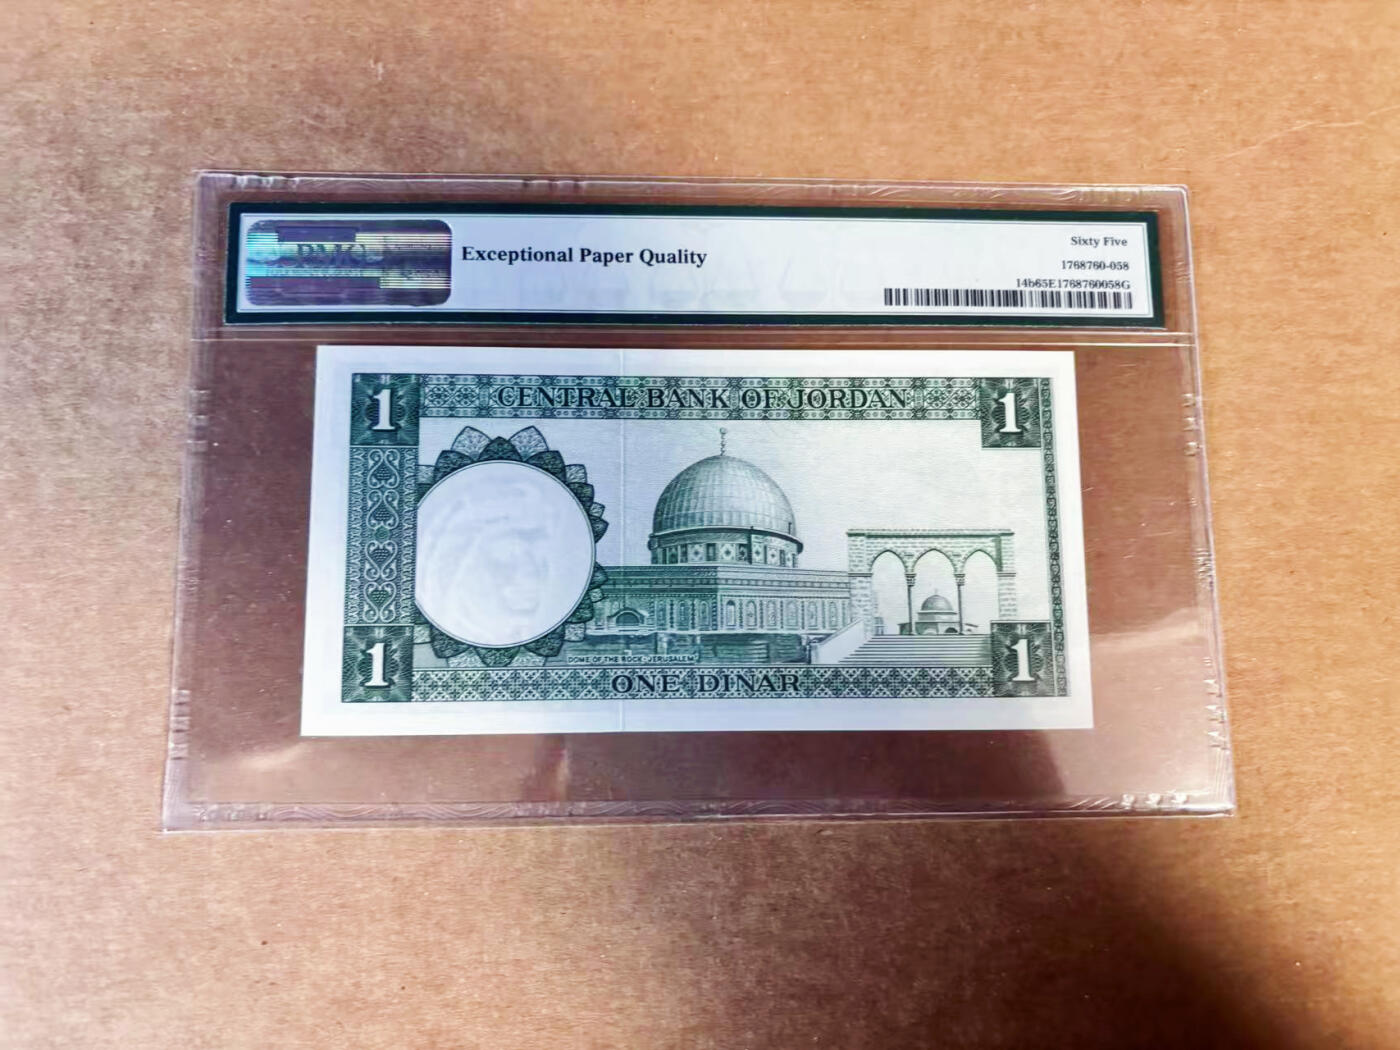 PMG
Exceptional Paper Quality
Sixty Five
1768760-058
14b65E1768760058G
1 CENTRAL BANK OF JORDAN 1
DOME OF THE ROCK-JERUSALEM
1 ONE DINAR 1